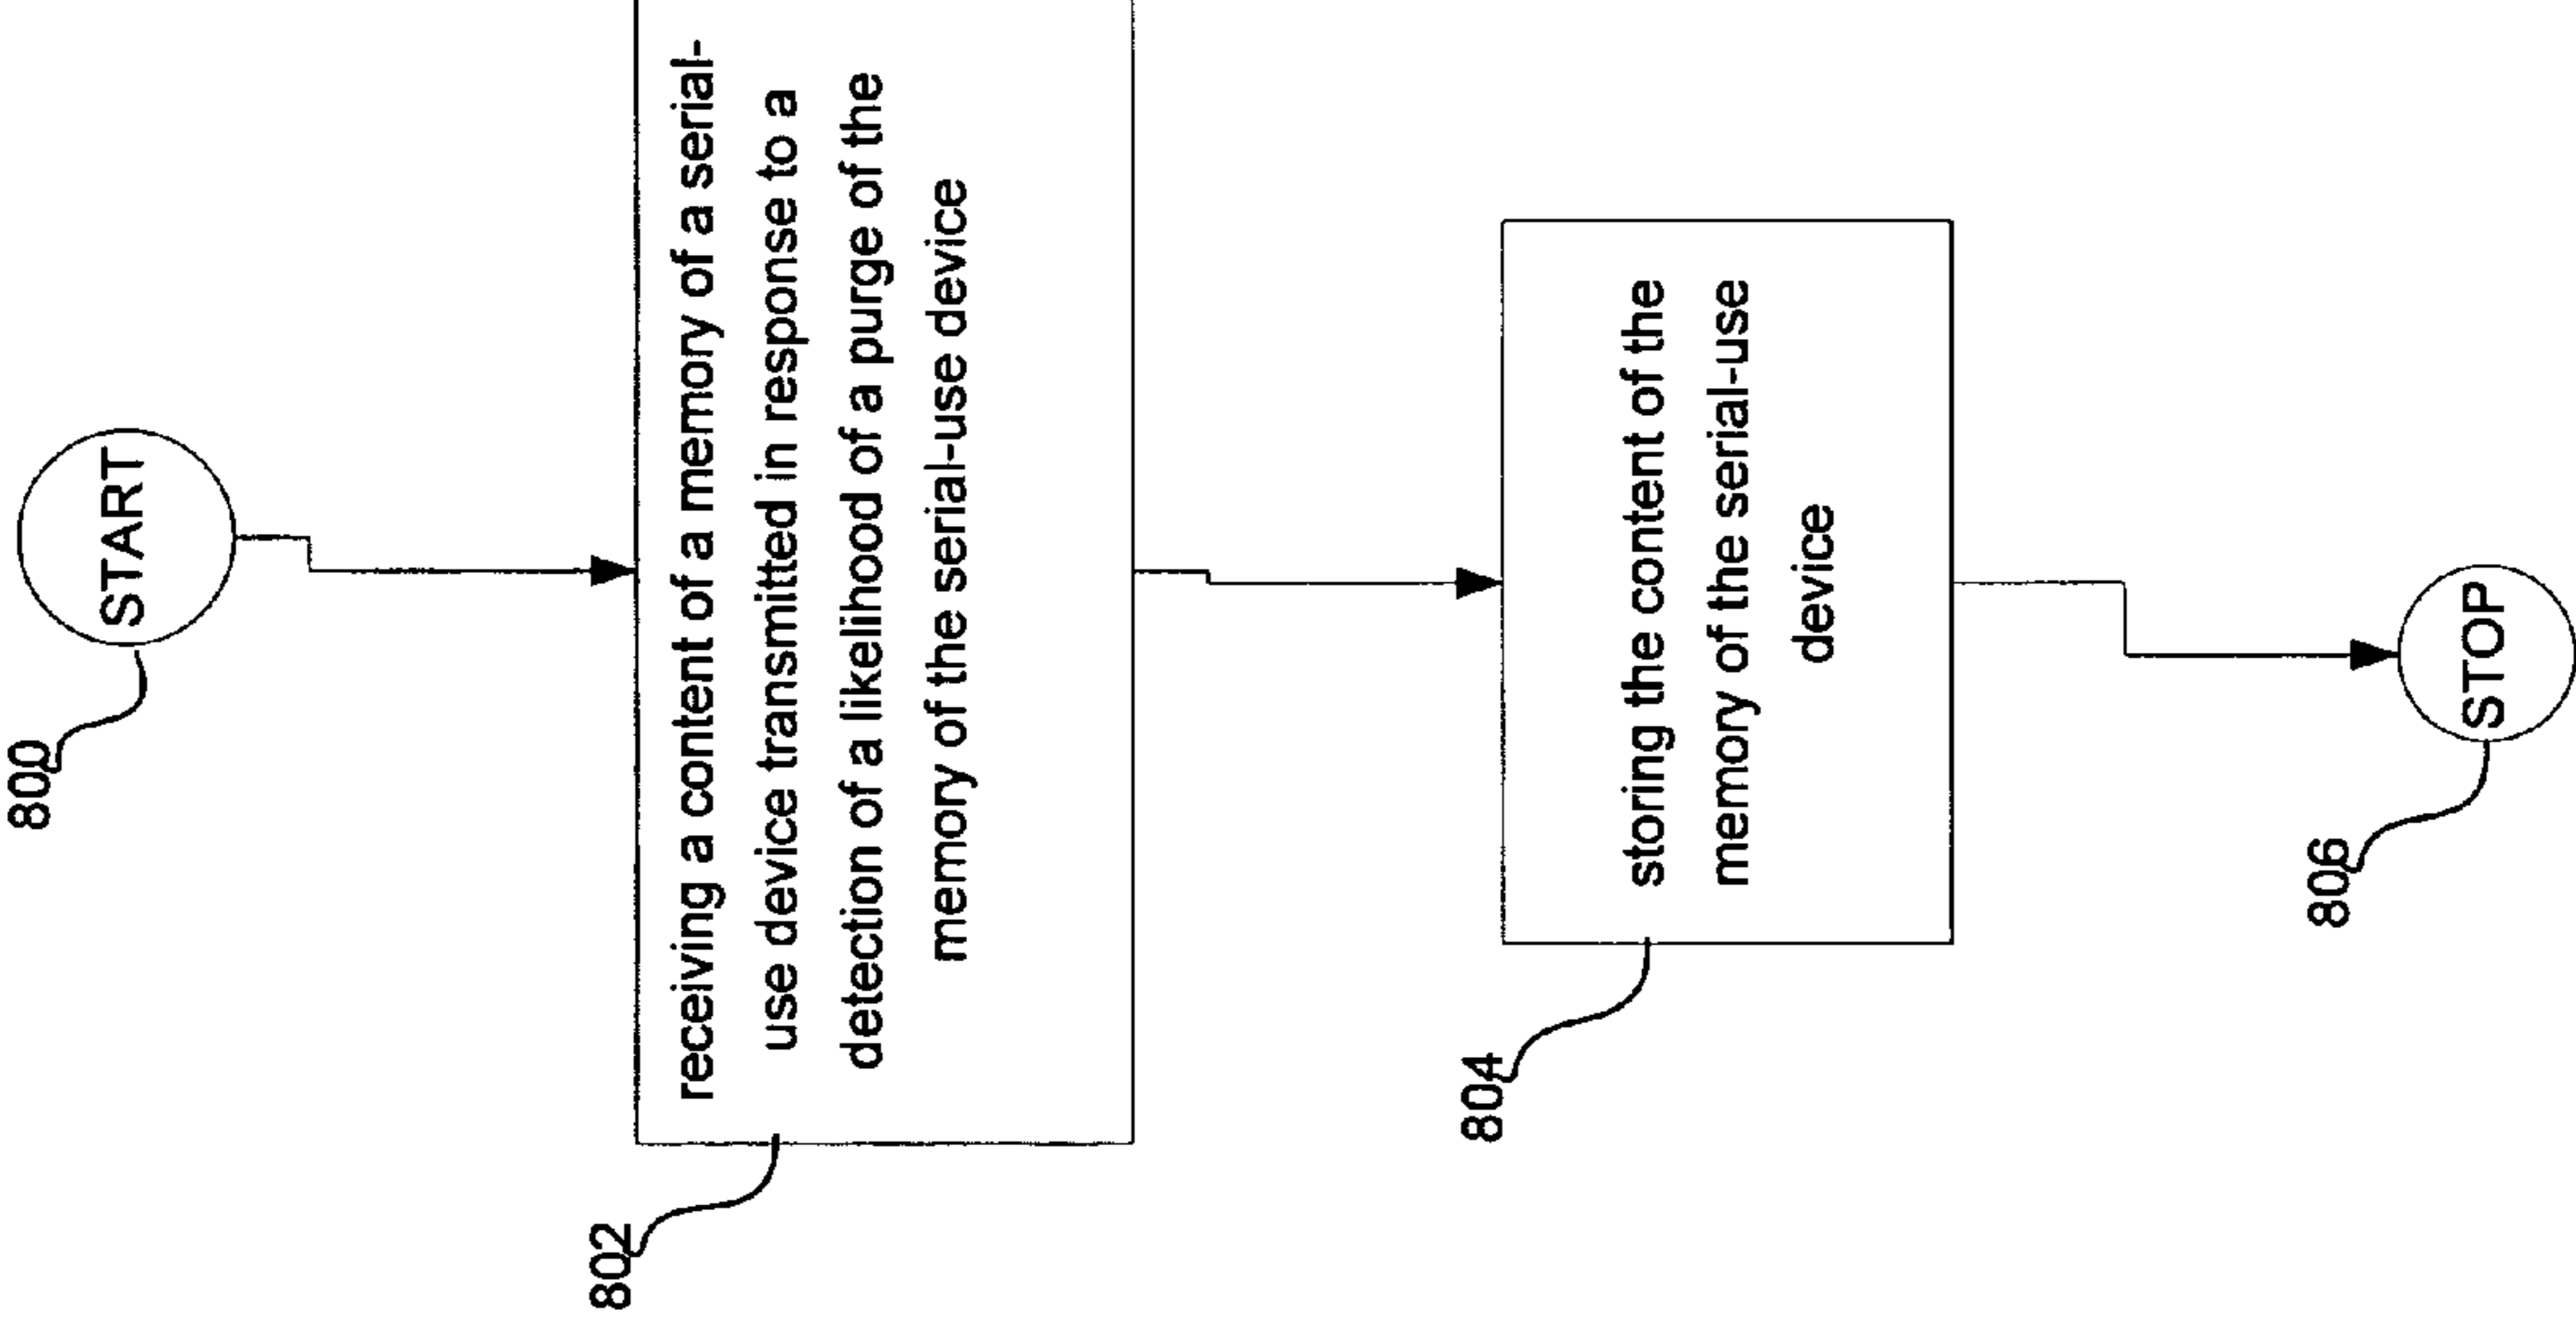 800
START
802
receiving a content of a memory of a serial-
use device transmitted in response to a
detection of a likelihood of a purge of the
memory of the serial-use device
804
storing the content of the
memory of the serial-use
device
806
STOP